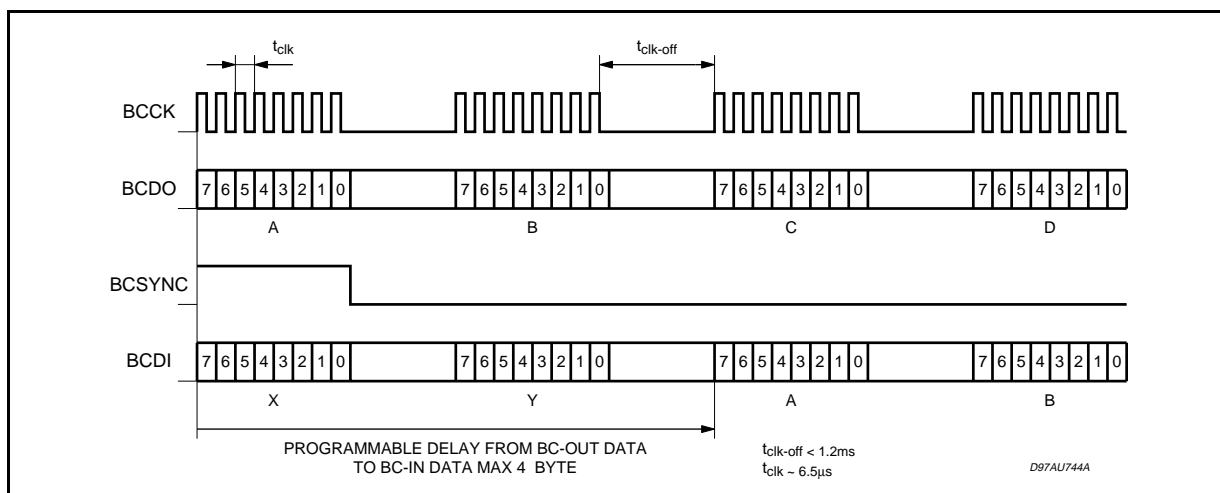 tclk
tclk-off
BCCK
BCDO
7 6 5 4 3 2 1 0 7 6 5 4 3 2 1 0 7 6 5 4 3 2 1 0 7 6 5 4 3 2 1 0
A B C D
BCSYNC
BCDI
7 6 5 4 3 2 1 0 7 6 5 4 3 2 1 0 7 6 5 4 3 2 1 0 7 6 5 4 3 2 1 0
X Y A B
PROGRAMMABLE DELAY FROM BC-OUT DATA
TO BC-IN DATA MAX 4 BYTE
tclk-off < 1.2ms
tclk ~ 6.5µs
D97AU744A